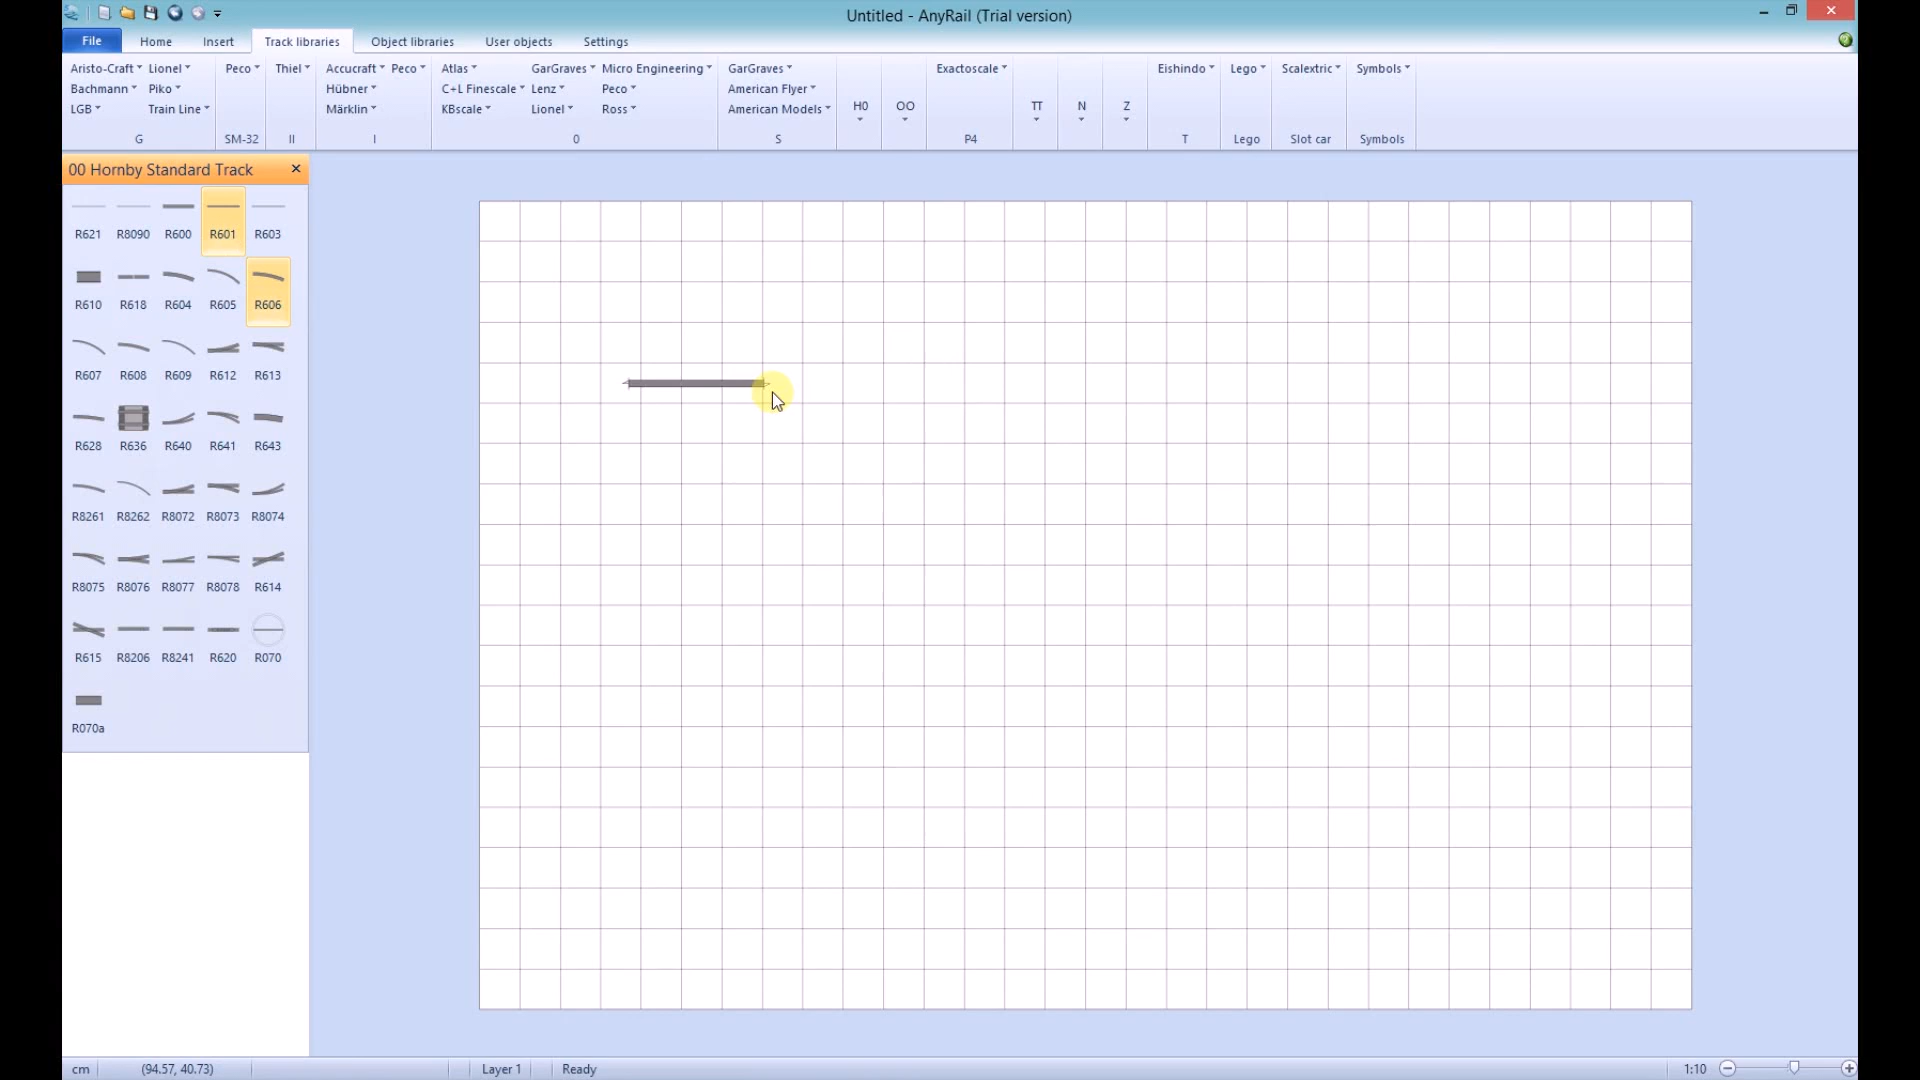 Untitled - AnyRail (Trial version)
File Home Insert Track libraries Object libraries User objects Settings
Aristo-Craft Lionel Peco Thiel Accucraft Peco Atlas GarGraves Micro Engineering GarGraves Exactoscale Eishindo Lego Scalextric Symbols
Bachmann Piko Hübner C+L Finescale Lenz Peco American Flyer
LGB Train Line Märklin KBscale Lionel Ross American Models H0 OO TT N Z
G SM-32 II I 0 S P4 T Lego Slot car Symbols
00 Hornby Standard Track
R621 R8090 R600 R601 R603
R610 R618 R604 R605 R606
R607 R608 R609 R612 R613
R628 R636 R640 R641 R643
R8261 R8262 R8072 R8073 R8074
R8075 R8076 R8077 R8078 R614
R615 R8206 R8241 R620 R070
R070a
cm (94.57, 40.73) Layer 1 Ready 1:10